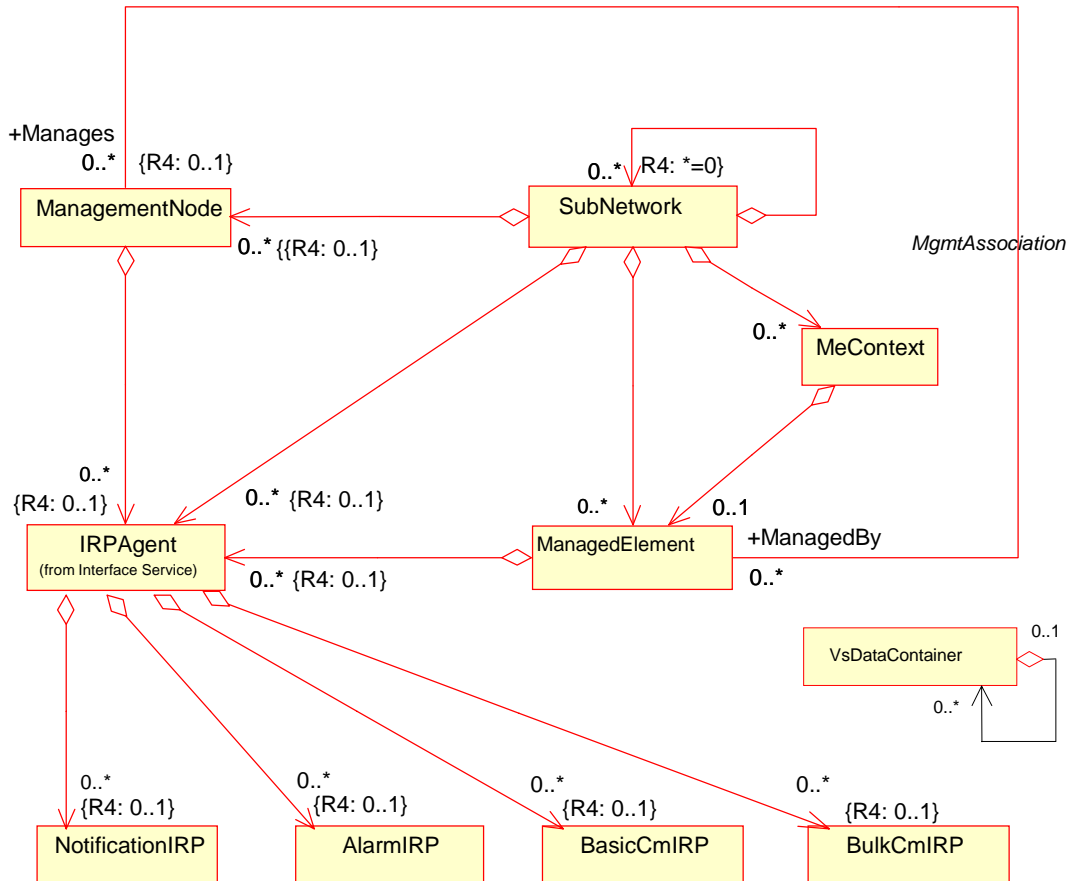 +Manages
0..* {R4: 0..1}
ManagementNode
0..* R4: *=0}
SubNetwork
0..* {{R4: 0..1}
MgmtAssociation
0..*
MeContext
0..*
{R4: 0..1}
0..* {R4: 0..1}
0..*
0..1
IRPAgent
(from Interface Service)
0..* {R4: 0..1}
ManagedElement
+ManagedBy
0..*
0..1
VsDataContainer
0..*
0..*
{R4: 0..1}
NotificationIRP
0..*
{R4: 0..1}
AlarmIRP
0..*
{R4: 0..1}
BasicCmIRP
0..*
{R4: 0..1}
BulkCmIRP